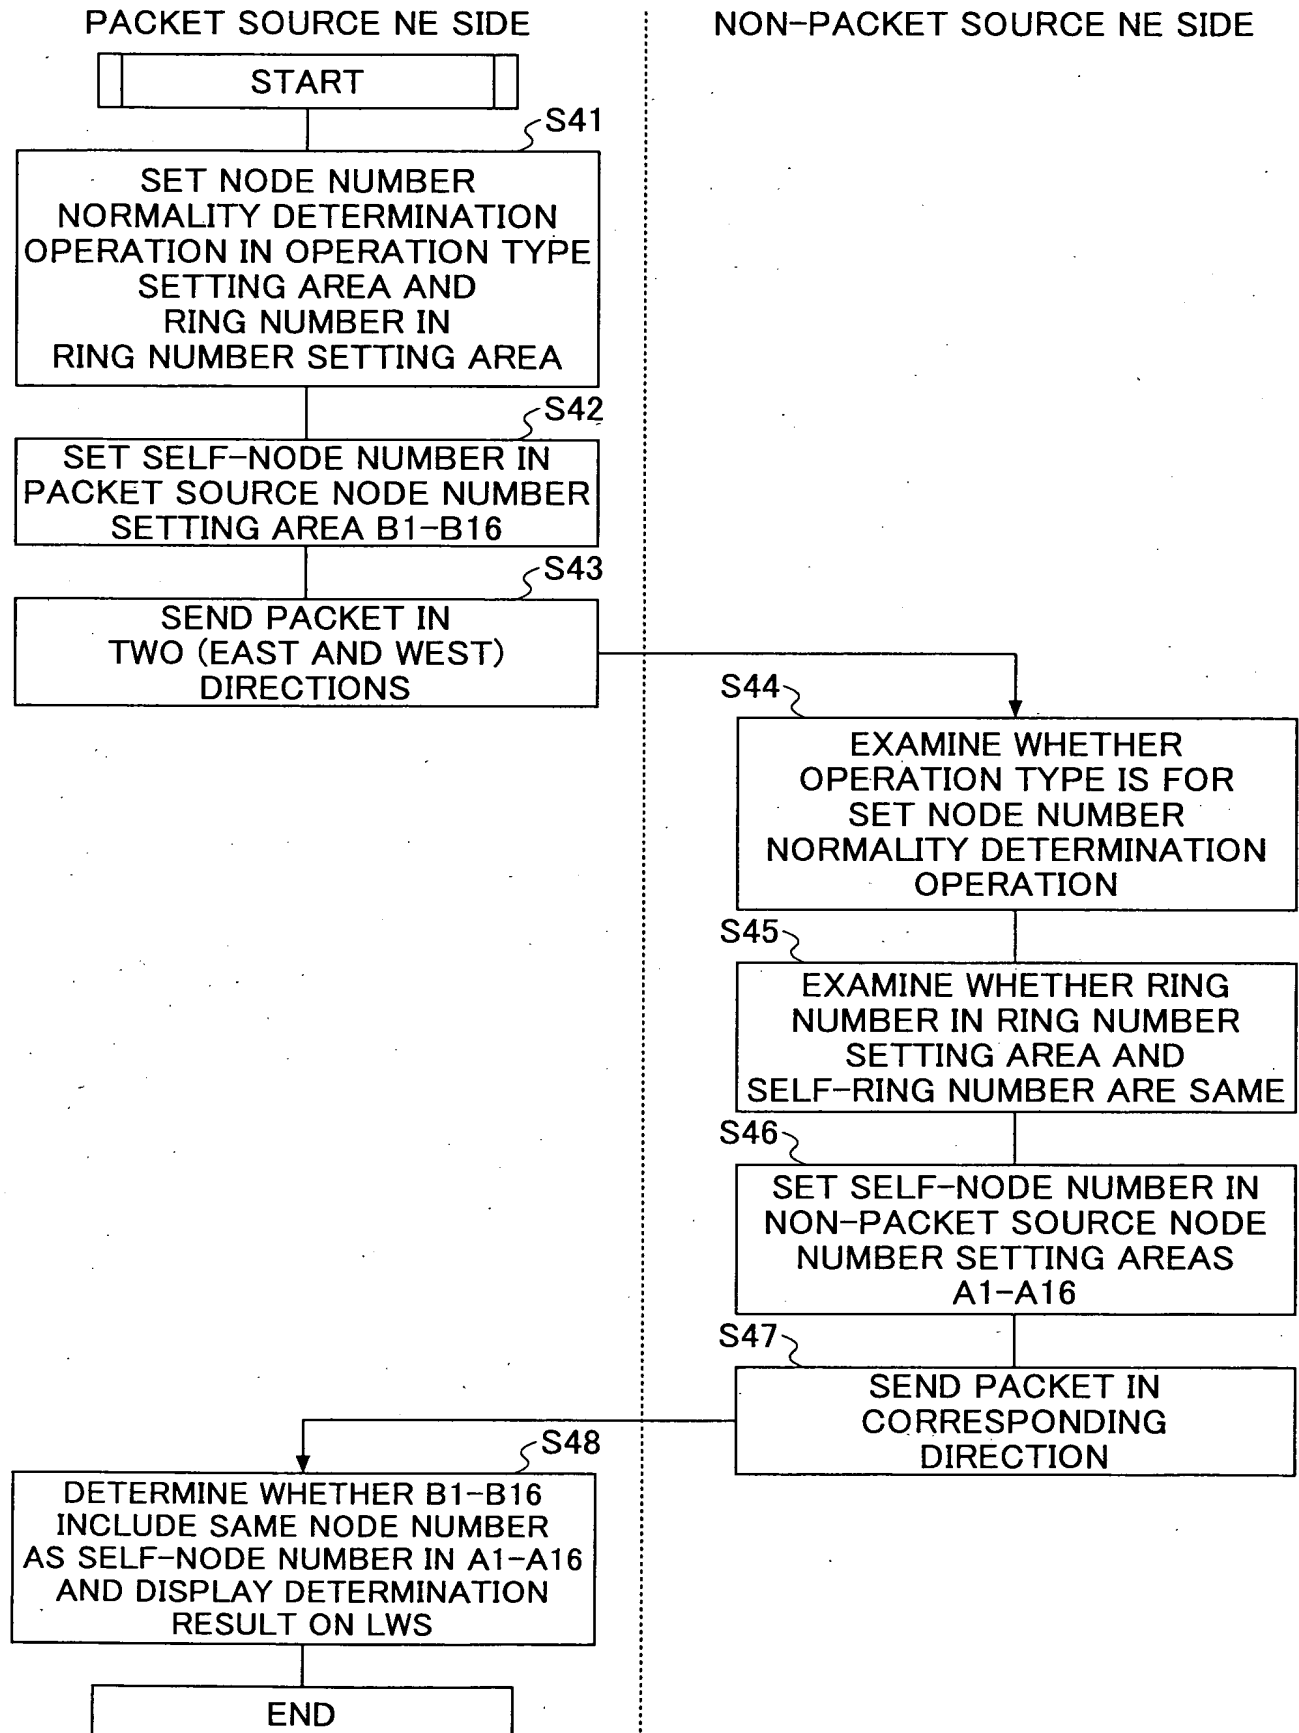 PACKET SOURCE NE SIDE
NON-PACKET SOURCE NE SIDE
START
S41
SET NODE NUMBER
NORMALITY DETERMINATION
OPERATION IN OPERATION TYPE
SETTING AREA AND
RING NUMBER IN
RING NUMBER SETTING AREA
S42
SET SELF-NODE NUMBER IN
PACKET SOURCE NODE NUMBER
SETTING AREA B1-B16
S43
SEND PACKET IN
TWO (EAST AND WEST)
DIRECTIONS
S44
EXAMINE WHETHER
OPERATION TYPE IS FOR
SET NODE NUMBER
NORMALITY DETERMINATION
OPERATION
S45
EXAMINE WHETHER RING
NUMBER IN RING NUMBER
SETTING AREA AND
SELF-RING NUMBER ARE SAME
S46
SET SELF-NODE NUMBER IN
NON-PACKET SOURCE NODE
NUMBER SETTING AREAS
A1-A16
S47
SEND PACKET IN
CORRESPONDING
DIRECTION
S48
DETERMINE WHETHER B1-B16
INCLUDE SAME NODE NUMBER
AS SELF-NODE NUMBER IN A1-A16
AND DISPLAY DETERMINATION
RESULT ON LWS
END